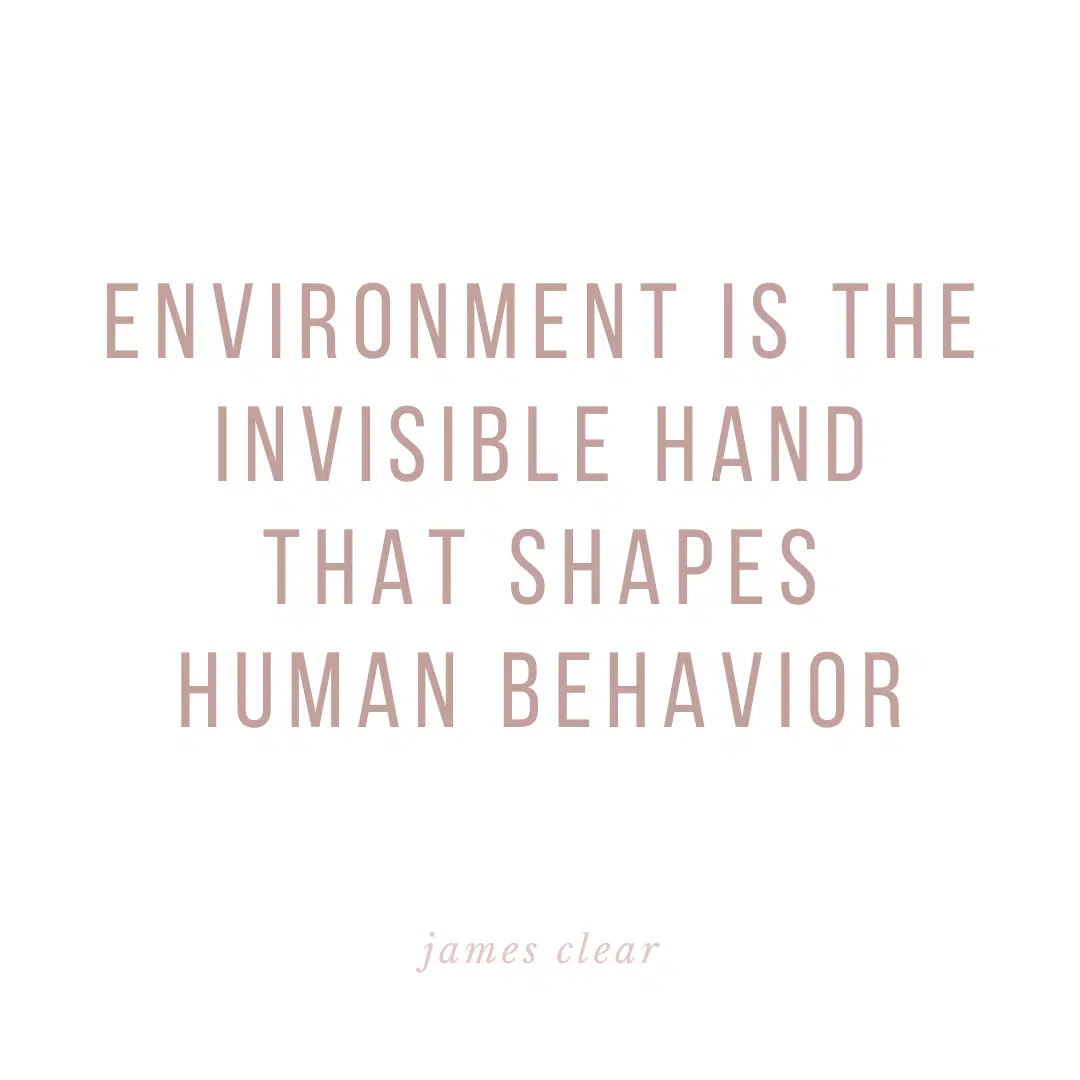 ENVIRONMENT IS THE
INVISIBLE HAND
THAT SHAPES
HUMAN BEHAVIOR
james clear